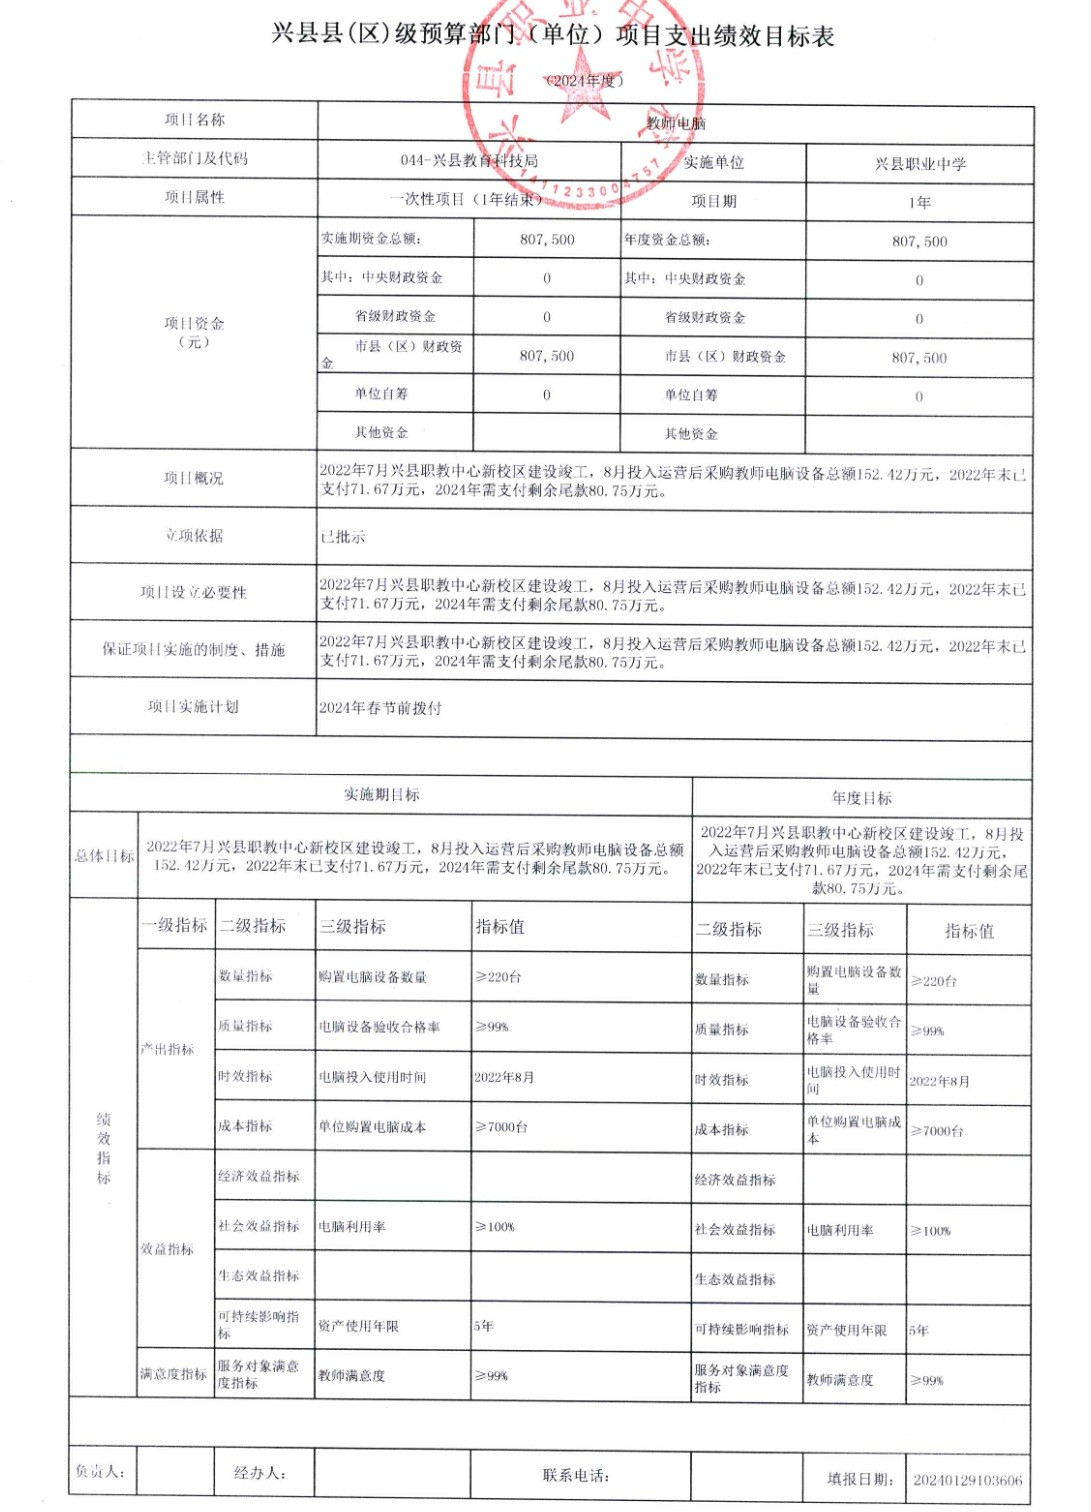 兴县县(区)级预算部门（单位）项目支出绩效目标表
（2024年度）
兴县职业中学校
1411233004757
项目名称 教师电脑
主管部门及代码 044-兴县教育科技局 实施单位 兴县职业中学
项目属性 一次性项目（1年结束） 项目期 1年
项目资金
（元）
实施期资金总额: 807,500 年度资金总额: 807,500
其中: 中央财政资金 0 其中: 中央财政资金 0
省级财政资金 0 省级财政资金 0
市县（区）财政资
金 807,500 市县（区）财政资金 807,500
单位自筹 0 单位自筹 0
其他资金 其他资金
项目概况 2022年7月兴县职教中心新校区建设竣工，8月投入运营后采购教师电脑设备总额152.42万元，2022年末已
支付71.67万元，2024年需支付剩余尾款80.75万元。
立项依据 已批示
项目设立必要性 2022年7月兴县职教中心新校区建设竣工，8月投入运营后采购教师电脑设备总额152.42万元，2022年末已
支付71.67万元，2024年需支付剩余尾款80.75万元。
保证项目实施的制度、措施 2022年7月兴县职教中心新校区建设竣工，8月投入运营后采购教师电脑设备总额152.42万元，2022年末已
支付71.67万元，2024年需支付剩余尾款80.75万元。
项目实施计划 2024年春节前拨付
实施期目标 年度目标
总体目标
2022年7月兴县职教中心新校区建设竣工，8月投入运营后采购教师电脑设备总额
152.42万元，2022年末已支付71.67万元，2024年需支付剩余尾款80.75万元。
2022年7月兴县职教中心新校区建设竣工，8月投
入运营后采购教师电脑设备总额152.42万元，
2022年末已支付71.67万元，2024年需支付剩余尾
款80.75万元。
绩
效
指
标
一级指标 二级指标 三级指标 指标值 二级指标 三级指标 指标值
产出指标
数量指标 购置电脑设备数量 ≥220台 数量指标 购置电脑设备数
量 ≥220台
质量指标 电脑设备验收合格率 ≥99% 质量指标 电脑设备验收合
格率 ≥99%
时效指标 电脑投入使用时间 2022年8月 时效指标 电脑投入使用时
间 2022年8月
成本指标 单位购置电脑成本 ≥7000台 成本指标 单位购置电脑成
本 ≥7000台
效益指标
经济效益指标 经济效益指标
社会效益指标 电脑利用率 ≥100% 社会效益指标 电脑利用率 ≥100%
生态效益指标 生态效益指标
可持续影响指
标 资产使用年限 5年 可持续影响指标 资产使用年限 5年
满意度指标
服务对象满意
度指标 教师满意度 ≥99% 服务对象满意度
指标 教师满意度 ≥99%
负责人: 经办人: 联系电话: 填报日期: 20240129103606